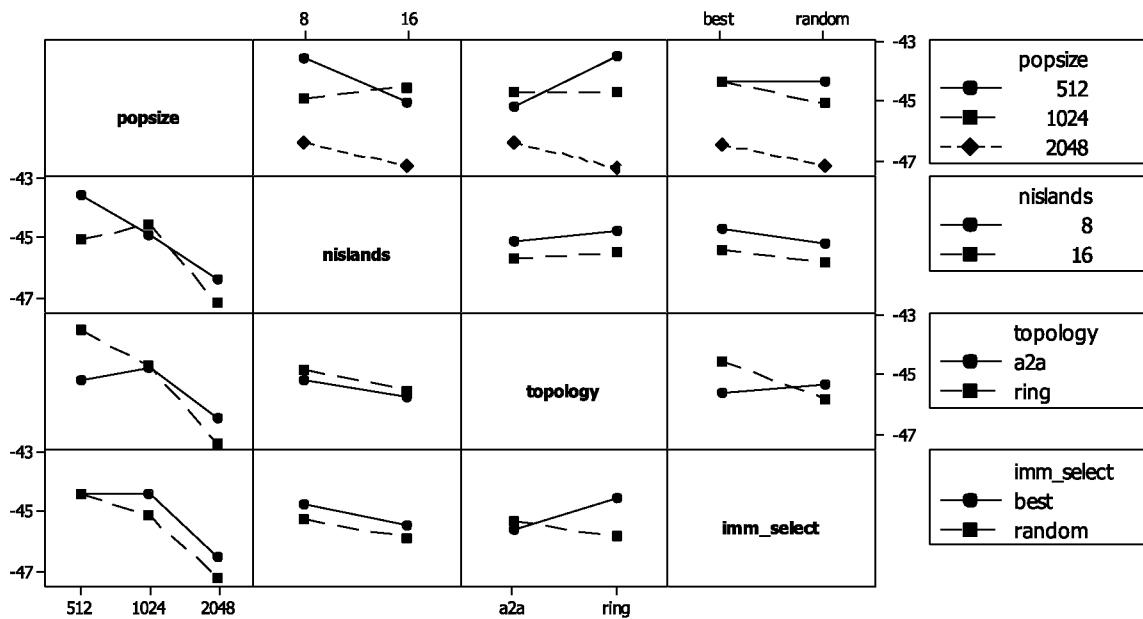 8 16 best random
-43
-45
-47
popsize
popsize
512
1024
2048
-43
-45
-47
nislands
nislands
8
16
-43
-45
-47
topology
topology
a2a
ring
-43
-45
-47
imm_select
imm_select
best
random
512 1024 2048 a2a ring